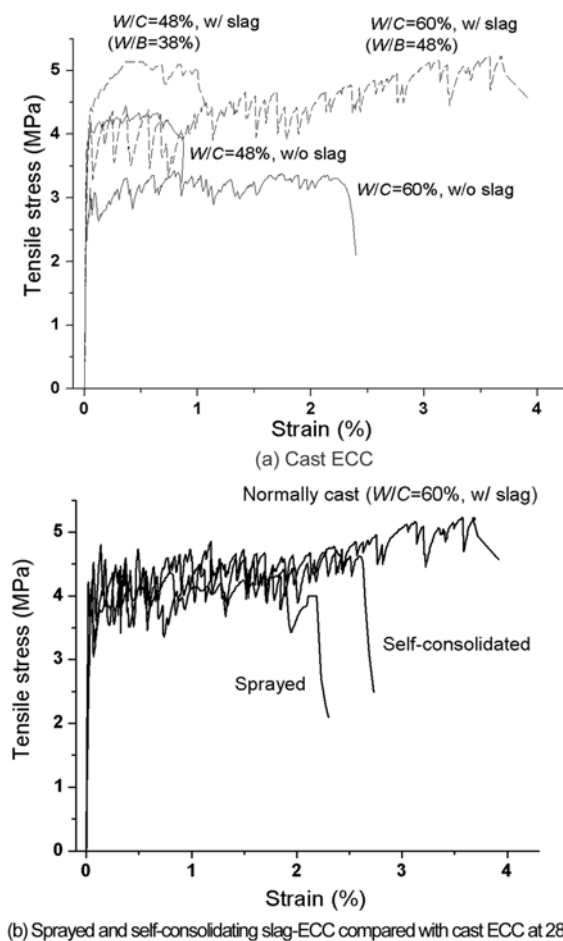 W/C=48%, w/ slag
(W/B=38%)
W/C=60%, w/ slag
(W/B=48%)
W/C=48%, w/o slag
W/C=60%, w/o slag
Tensile stress (MPa)
5
4
3
2
1
0
0 1 2 3 4
Strain (%)
(a) Cast ECC
Normally cast (W/C=60%, w/ slag)
Self-consolidated
Sprayed
Tensile stress (MPa)
5
4
3
2
1
0
0 1 2 3 4
Strain (%)
(b) Sprayed and self-consolidating slag-ECC compared with cast ECC at 28